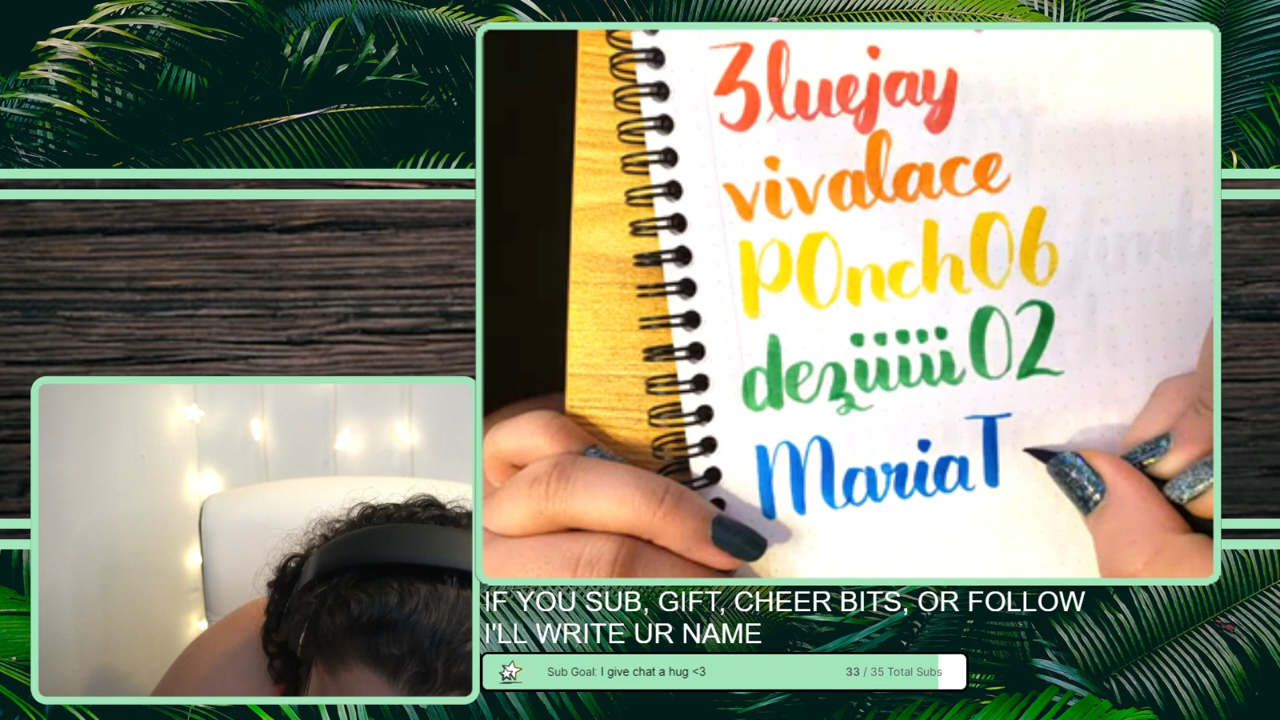 3luejay
vivalace
P0nch06
deziiiiii02
MariaT
IF YOU SUB, GIFT, CHEER BITS, OR FOLLOW
I'LL WRITE UR NAME
Sub Goal: I give chat a hug <3
33 / 35 Total Subs